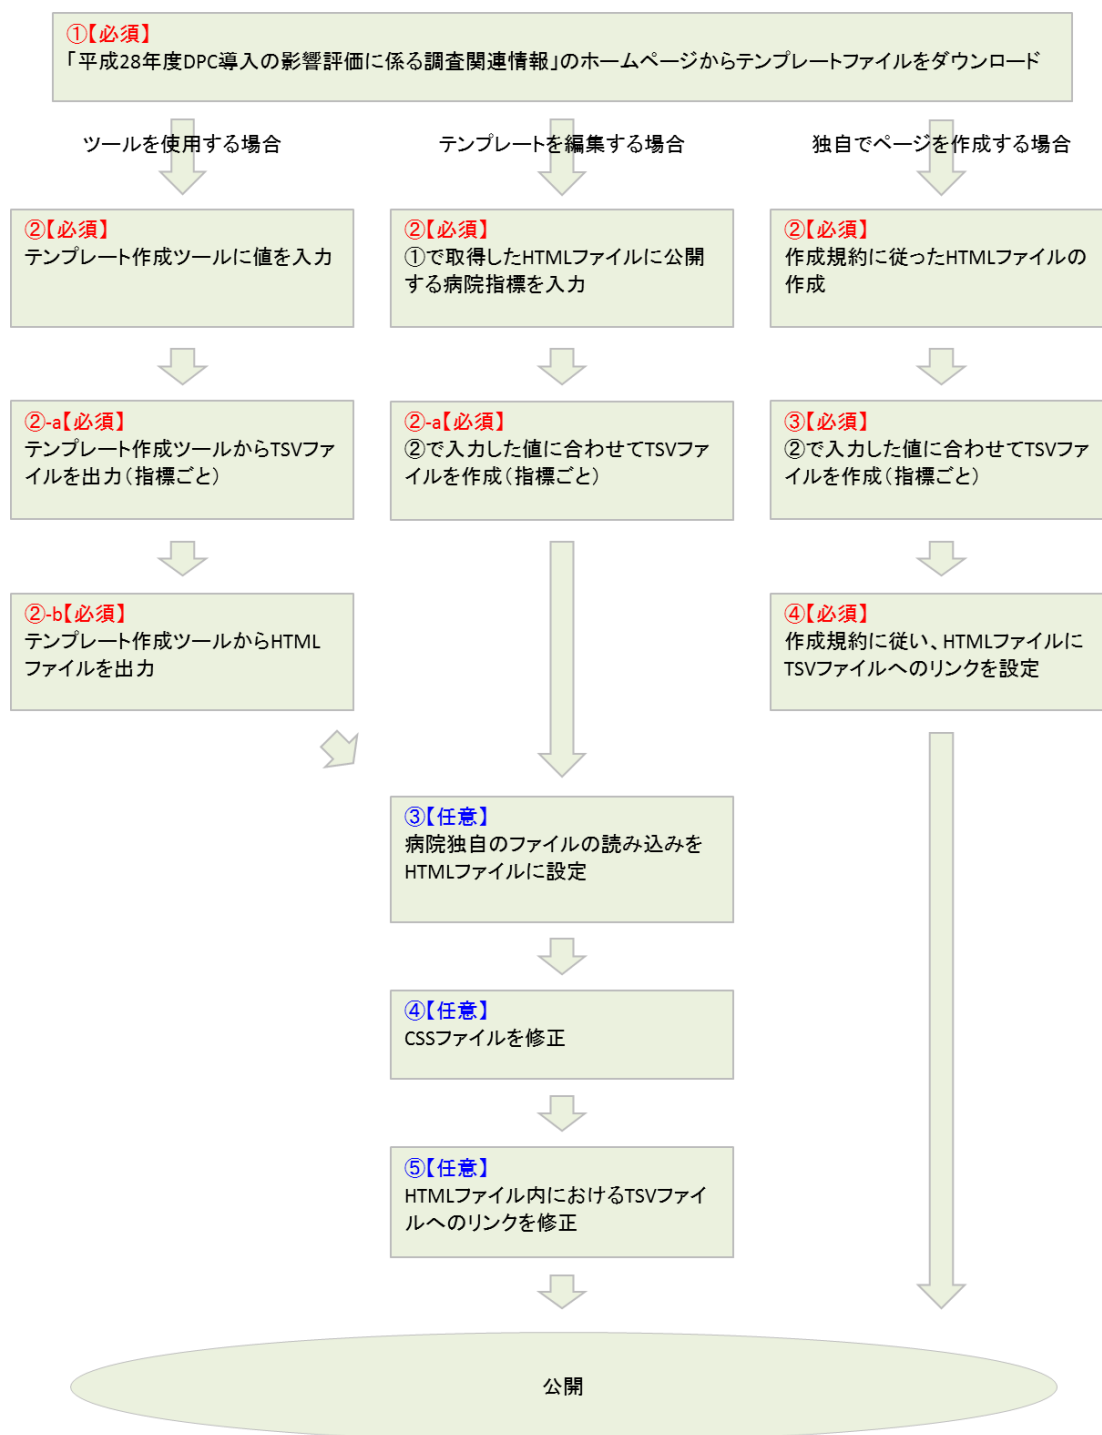 ①【必須】
「平成28年度DPC導入の影響評価に係る調査関連情報」のホームページからテンプレートファイルをダウンロード
ツールを使用する場合
テンプレートを編集する場合
独自でページを作成する場合
②【必須】
テンプレート作成ツールに値を入力
②【必須】
①で取得したHTMLファイルに公開
する病院指標を入力
②【必須】
作成規約に従ったHTMLファイルの
作成
②-a【必須】
テンプレート作成ツールからTSVファ
イルを出力（指標ごと）
②-a【必須】
②で入力した値に合わせてTSVファ
イルを作成（指標ごと）
③【必須】
②で入力した値に合わせてTSVファ
イルを作成（指標ごと）
②-b【必須】
テンプレート作成ツールからHTML
ファイルを出力
④【必須】
作成規約に従い、HTMLファイルに
TSVファイルへのリンクを設定
③【任意】
病院独自のファイルの読み込みを
HTMLファイルに設定
④【任意】
CSSファイルを修正
⑤【任意】
HTMLファイル内におけるTSVファイ
ルへのリンクを修正
公開